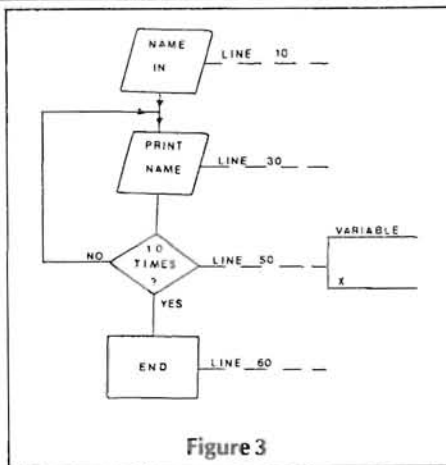 NAME
IN
LINE 10
PRINT
NAME
LINE 30
10
TIMES
?
NO
LINE 50
VARIABLE
X
YES
END
LINE 60
Figure 3